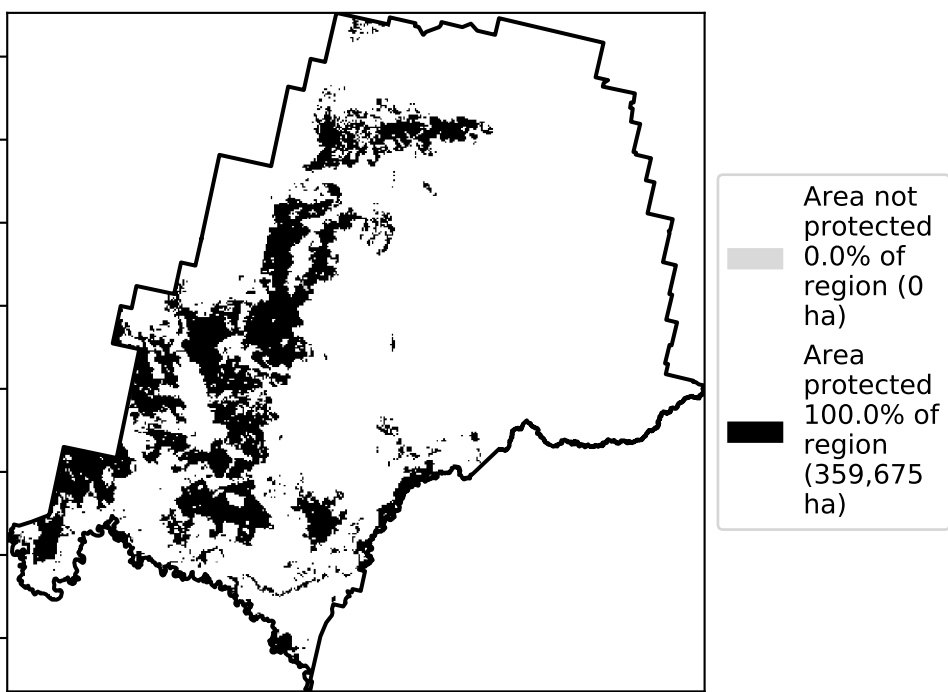 Area not
protected
0.0% of
region (0
ha)
Area
protected
100.0% of
region
(359,675
ha)